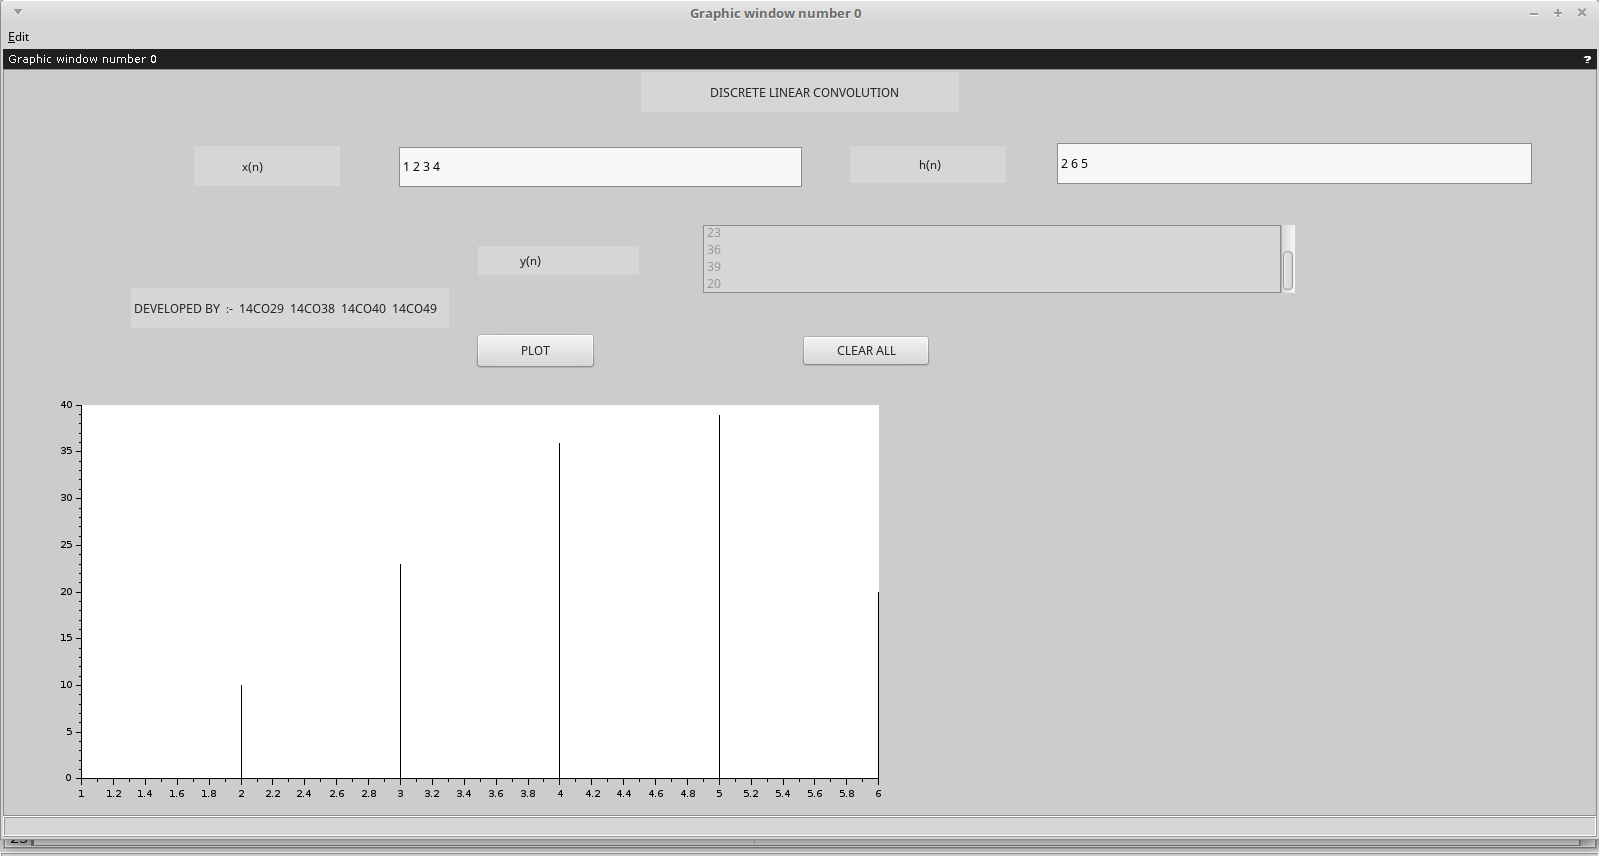 Graphic window number 0
Edit
Graphic window number 0 ?
DISCRETE LINEAR CONVOLUTION
x(n) 1 2 3 4 h(n) 2 6 5
y(n)
23
36
39
20
DEVELOPED BY :- 14CO29 14CO38 14CO40 14CO49
PLOT CLEAR ALL
40
35
30
25
20
15
10
5
0
1 1.2 1.4 1.6 1.8 2 2.2 2.4 2.6 2.8 3 3.2 3.4 3.6 3.8 4 4.2 4.4 4.6 4.8 5 5.2 5.4 5.6 5.8 6